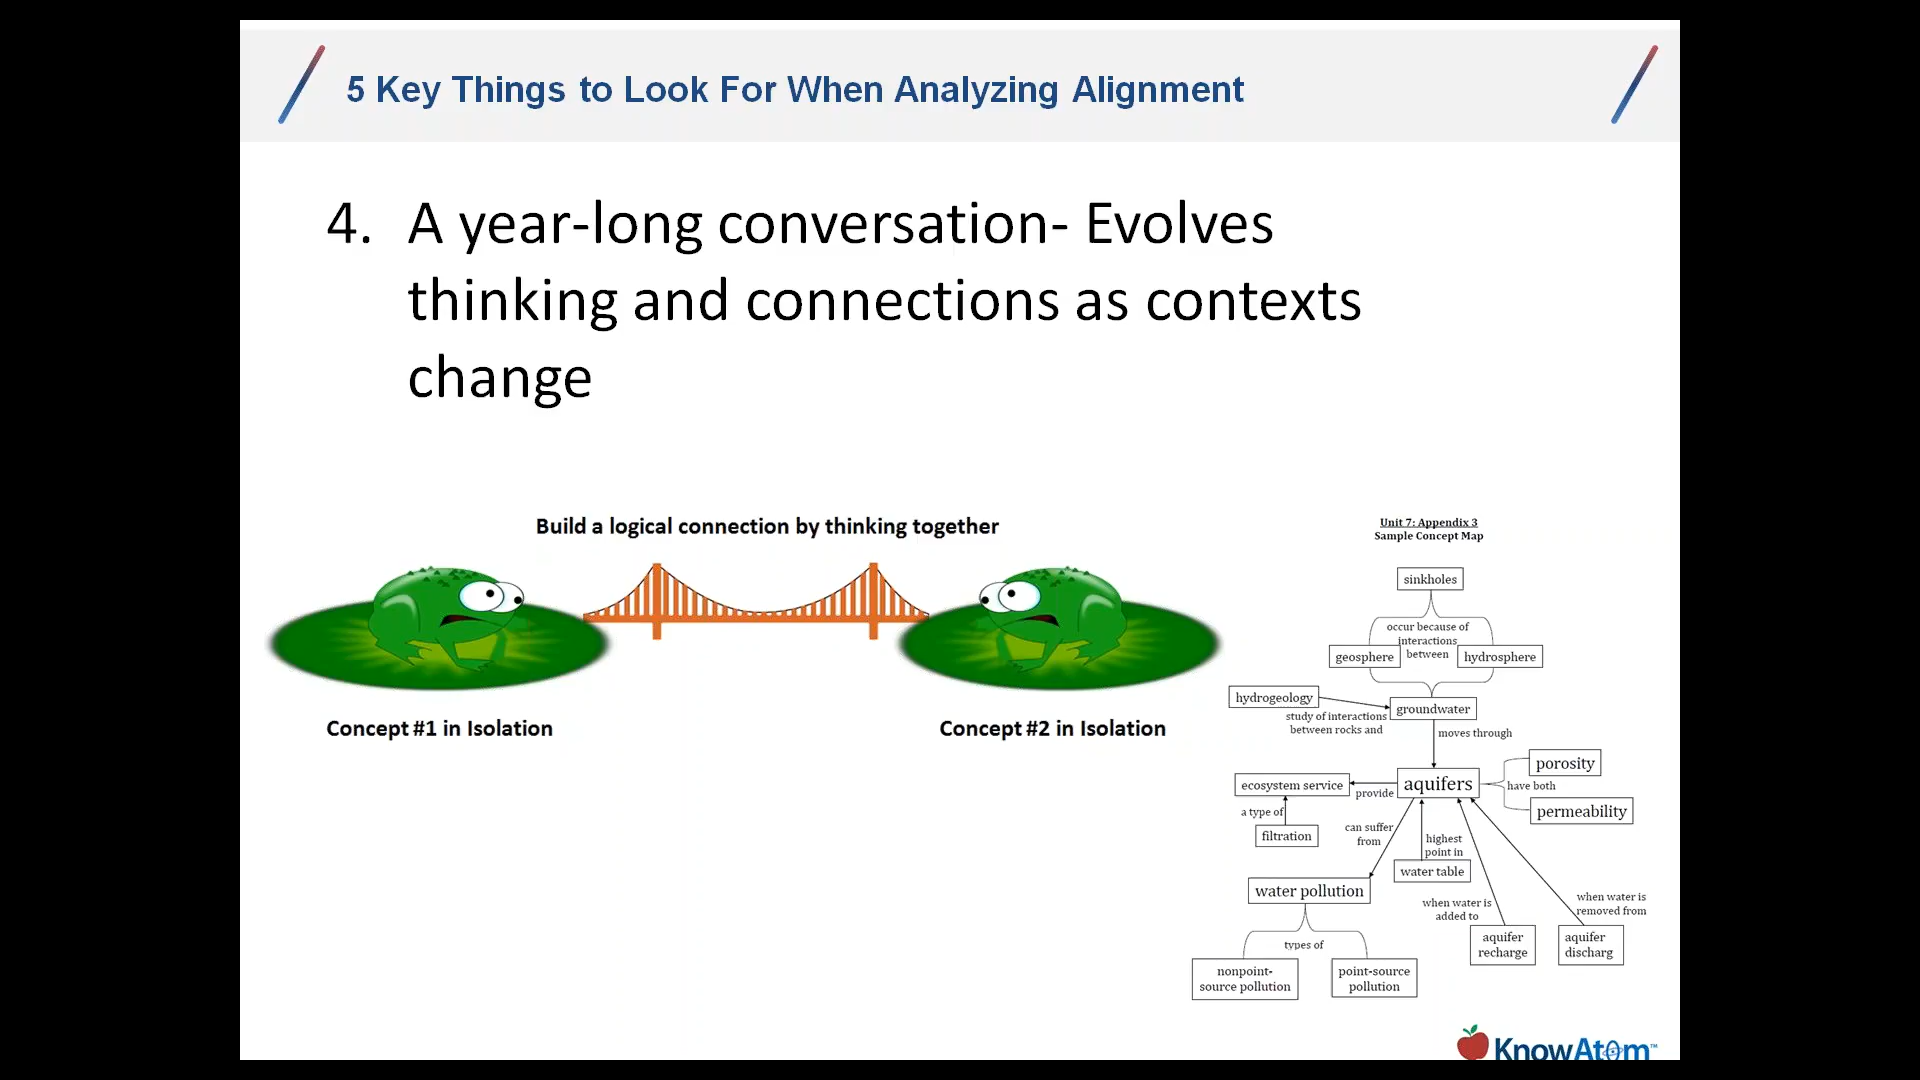 5 Key Things to Look For When Analyzing Alignment
4. A year-long conversation- Evolves
thinking and connections as contexts
change
Build a logical connection by thinking together
Concept #1 in Isolation
Concept #2 in Isolation
Unit 7: Appendix 3
Sample Concept Map
sinkholes
occur because of
interactions
between
geosphere
hydrosphere
hydrogeology
groundwater
study of interactions
between rocks and
moves through
porosity
aquifers
have both
permeability
ecosystem service
provide
a type of
filtration
can suffer
from
highest
point in
water table
water pollution
when water is
added to
when water is
removed from
types of
aquifer
recharge
aquifer
discharg
nonpoint-
source pollution
point-source
pollution
KnowAtom™